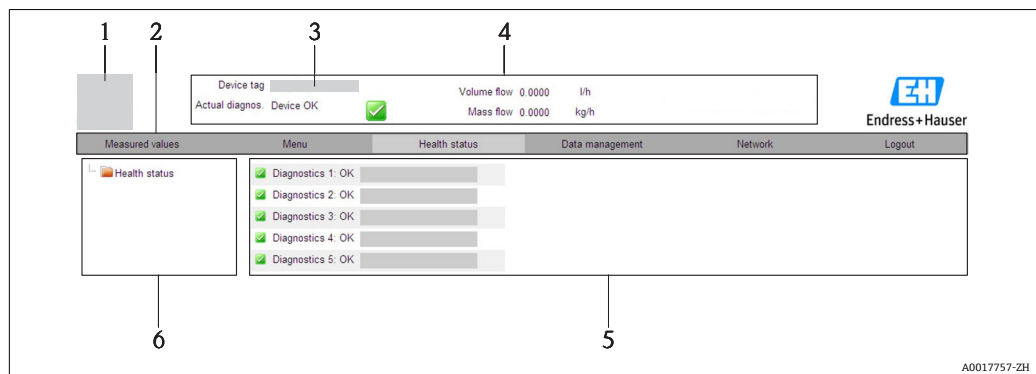 1 2 3 4
Device tag
Volume flow 0.0000 l/h
Actual diagnos. Device OK
Mass flow 0.0000 kg/h
EH
Endress+Hauser
Measured values Menu Health status Data management Network Logout
Health status
Diagnostics 1: OK
Diagnostics 2: OK
Diagnostics 3: OK
Diagnostics 4: OK
Diagnostics 5: OK
6 5
A0017757-ZH